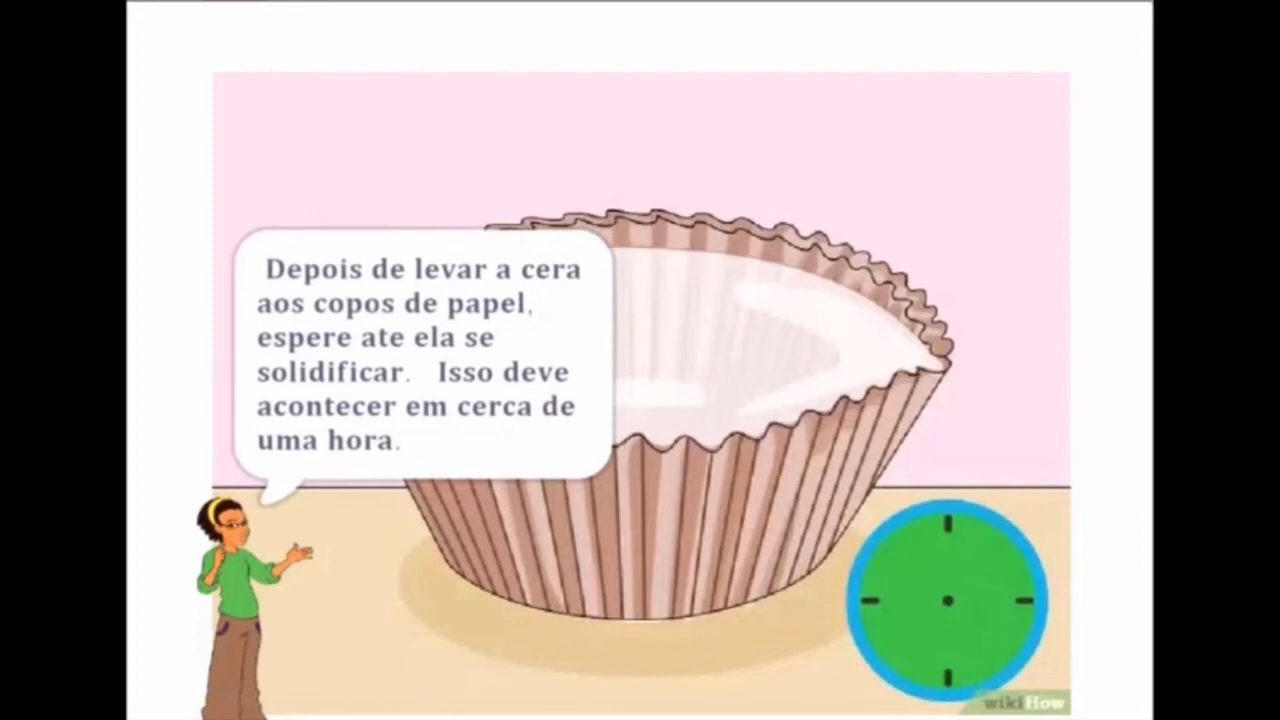 Depois de levar a cera
aos copos de papel,
espere ate ela se
solidificar. Isso deve
acontecer em cerca de
uma hora.
wikiHow